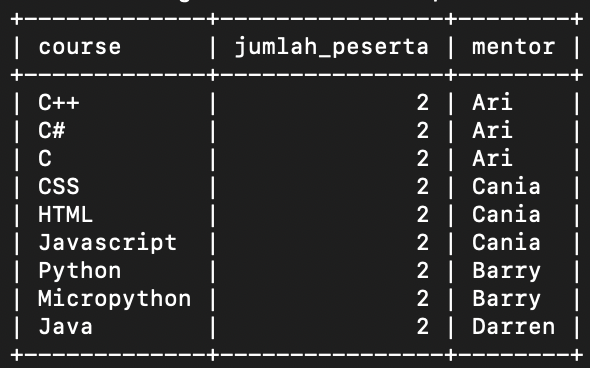 +-------------+----------------+--------+
| course      | jumlah_peserta | mentor |
+-------------+----------------+--------+
| C++         |              2 | Ari    |
| C#          |              2 | Ari    |
| C           |              2 | Ari    |
| CSS         |              2 | Cania  |
| HTML        |              2 | Cania  |
| Javascript  |              2 | Cania  |
| Python      |              2 | Barry  |
| Micropython |              2 | Barry  |
| Java        |              2 | Darren |
+-------------+----------------+--------+